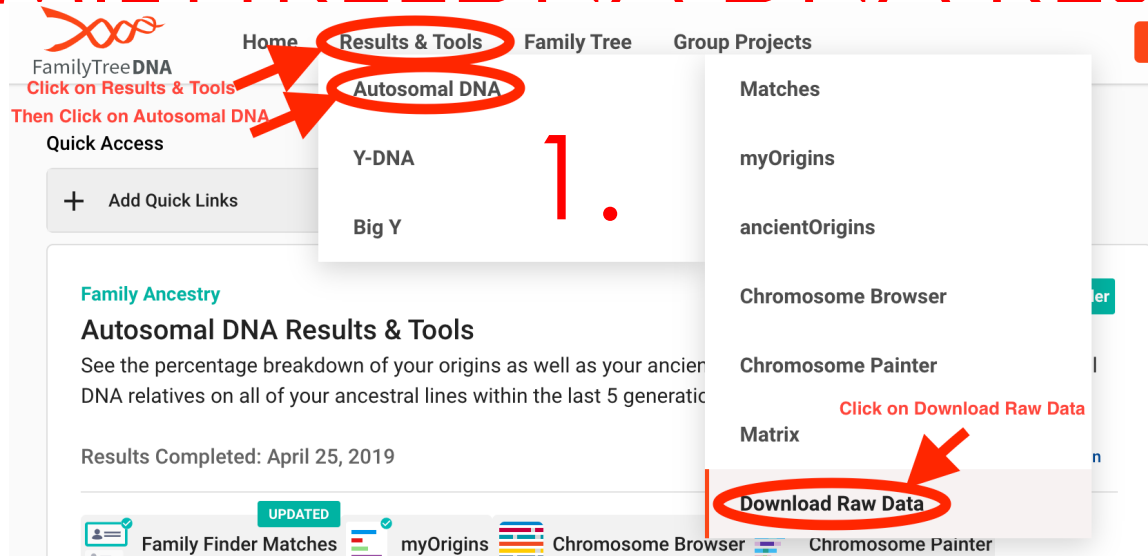 Home Results & Tools Family Tree Group Projects
FamilyTreeDNA
Click on Results & Tools
Then Click on Autosomal DNA
Autosomal DNA
Y-DNA
Big Y
1.
Matches
myOrigins
ancientOrigins
Chromosome Browser
Chromosome Painter
Click on Download Raw Data
Matrix
Download Raw Data
Quick Access
+ Add Quick Links
Family Ancestry
Autosomal DNA Results & Tools
See the percentage breakdown of your origins as well as your
DNA relatives on all of your ancestral lines within the last 5
Results Completed: April 25, 2019
UPDATED
Family Finder Matches myOrigins Chromosome Browser Chromosome Painter